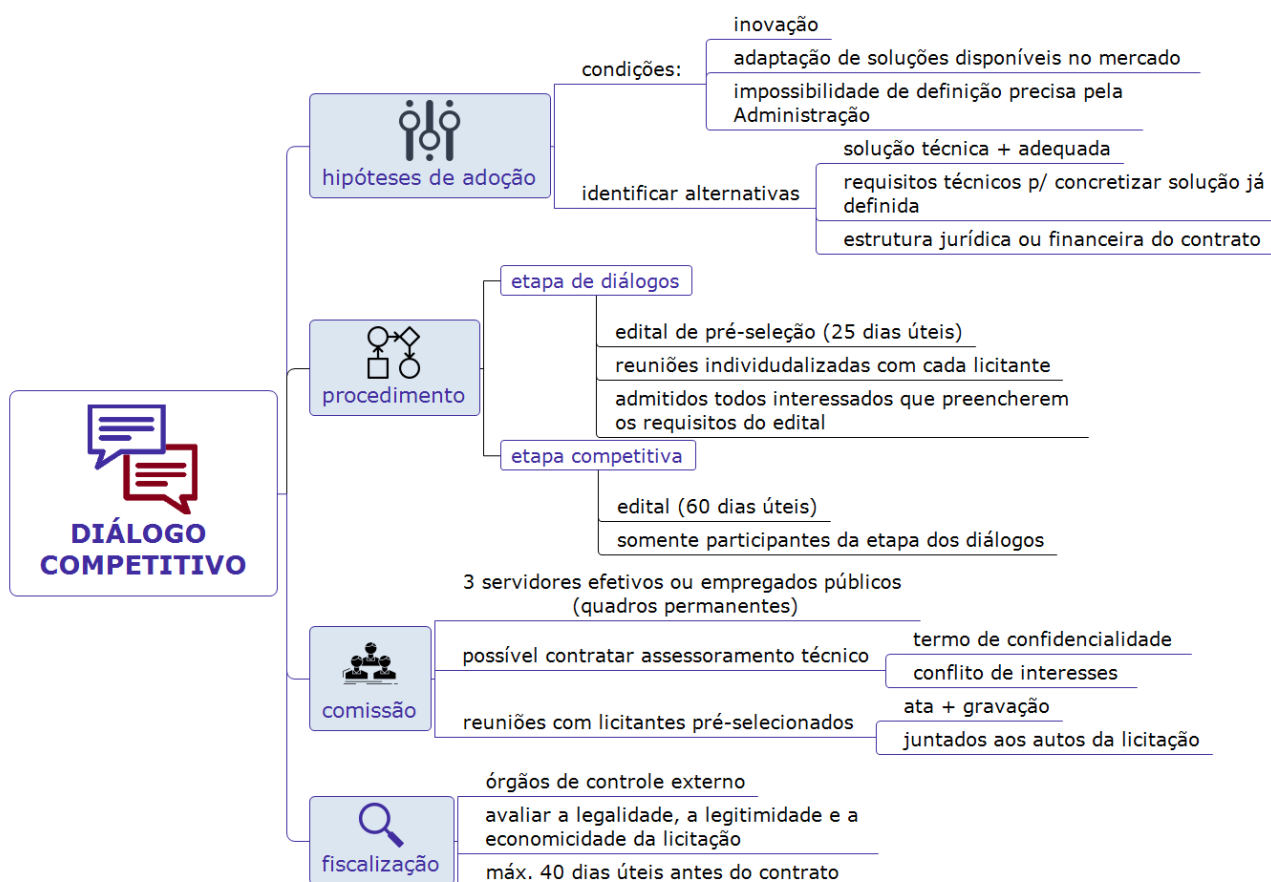 DIÁLOGO
COMPETITIVO
hipóteses de adoção
condições:
inovação
adaptação de soluções disponíveis no mercado
impossibilidade de definição precisa pela
Administração
identificar alternativas
solução técnica + adequada
requisitos técnicos p/ concretizar solução já
definida
estrutura jurídica ou financeira do contrato
procedimento
etapa de diálogos
edital de pré-seleção (25 dias úteis)
reuniões individudalizadas com cada licitante
admitidos todos interessados que preencherem
os requisitos do edital
etapa competitiva
edital (60 dias úteis)
somente participantes da etapa dos diálogos
comissão
3 servidores efetivos ou empregados públicos
(quadros permanentes)
possível contratar assessoramento técnico
termo de confidencialidade
conflito de interesses
reuniões com licitantes pré-selecionados
ata + gravação
juntados aos autos da licitação
fiscalização
órgãos de controle externo
avaliar a legalidade, a legitimidade e a
economicidade da licitação
máx. 40 dias úteis antes do contrato